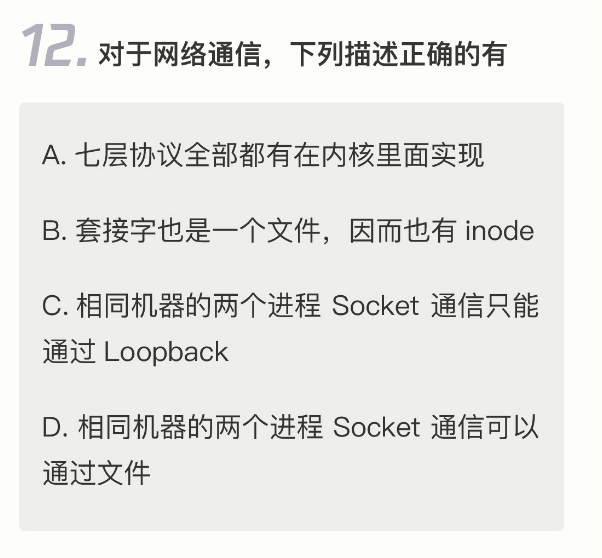 12. 对于网络通信，下列描述正确的有
A. 七层协议全部都有在内核里面实现
B. 套接字也是一个文件，因而也有 inode
C. 相同机器的两个进程 Socket 通信只能
通过 Loopback
D. 相同机器的两个进程 Socket 通信可以
通过文件